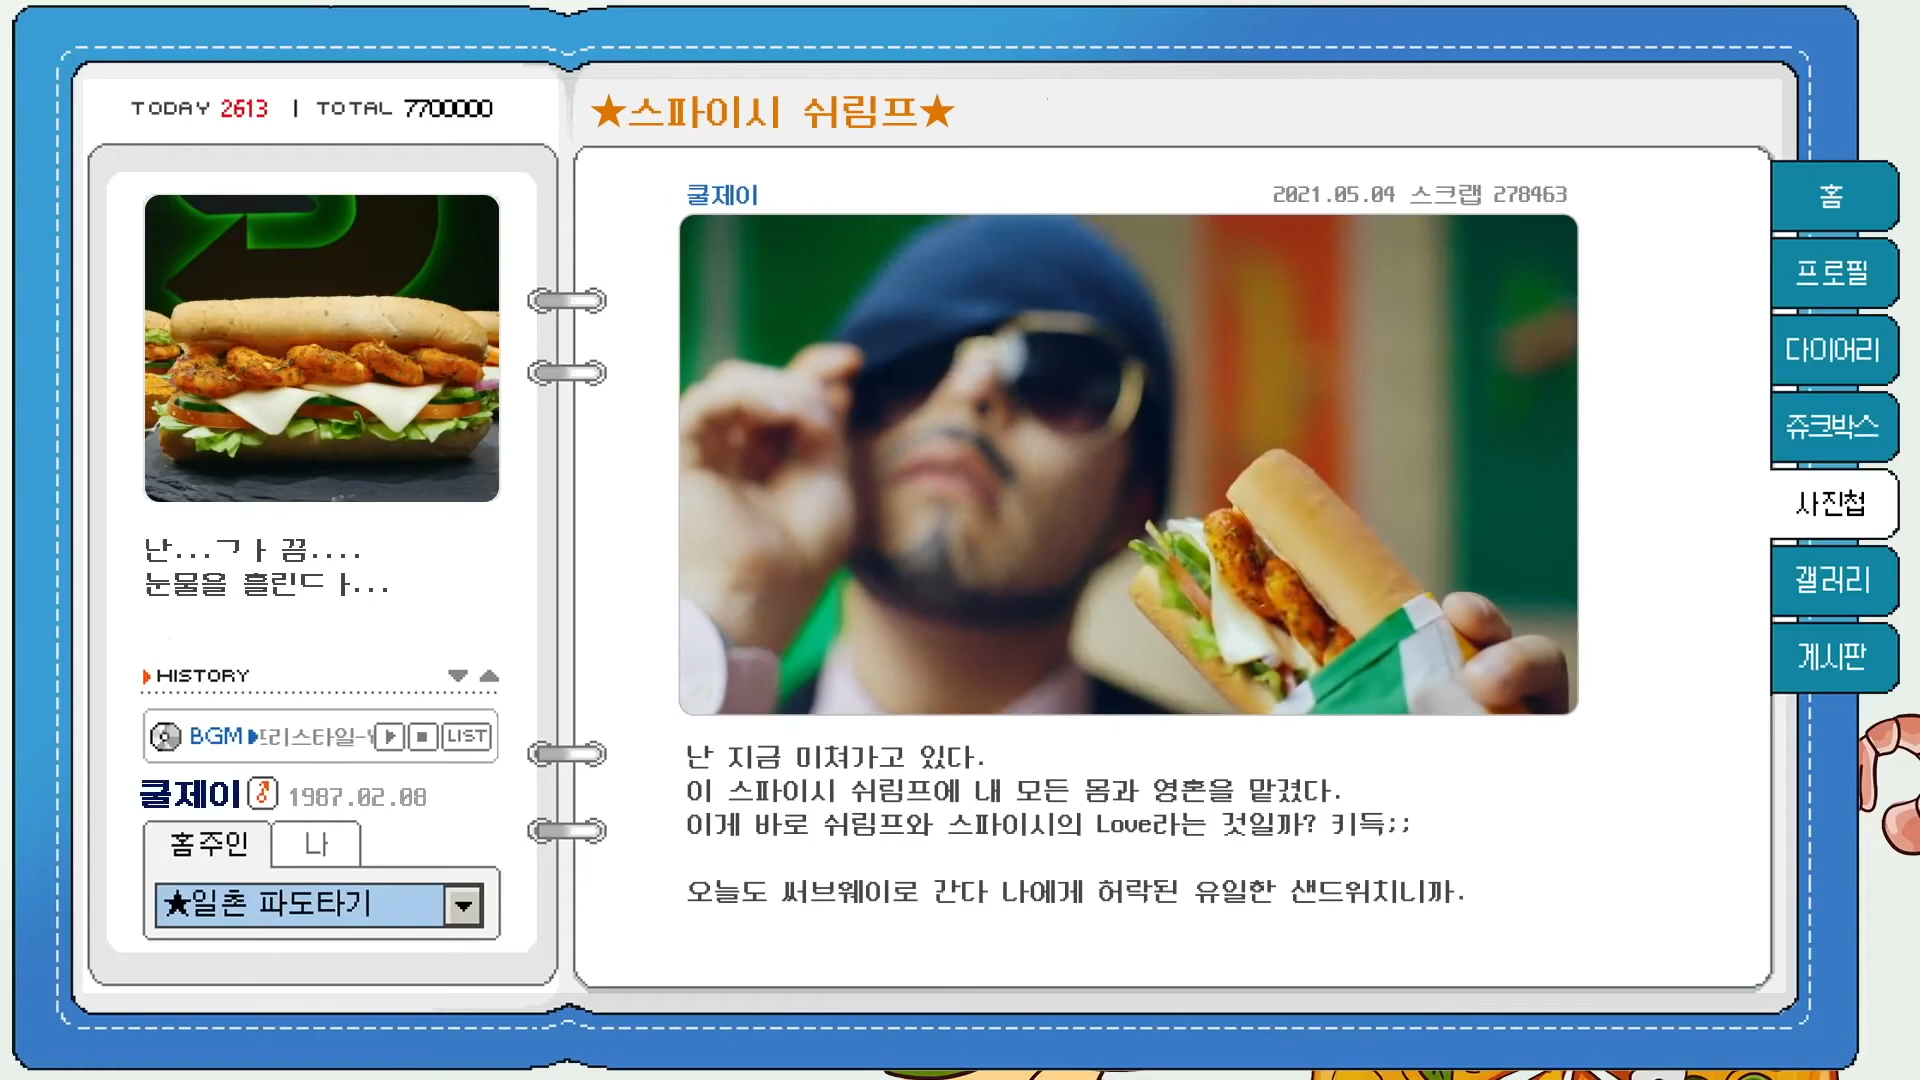 TODAY 2613 | TOTAL 7700000
★스파이시 쉬림프★
쿨제이
2021.05.04 스크랩 278463
난...ㄱ ㅏ 끔....
눈물을 흘린ㄷ ㅏ...
HISTORY
BGM 리스타일- LIST
쿨제이 1987.02.08
홈주인 나
★일촌 파도타기
난 지금 미쳐가고 있다.
이 스파이시 쉬림프에 내 모든 몸과 영혼을 맡겼다.
이게 바로 쉬림프와 스파이시의 Love라는 것일까? 키득;;
오늘도 써브웨이로 간다 나에게 허락된 유일한 샌드위치니까.
홈
프로필
다이어리
쥬크박스
사진첩
갤러리
게시판